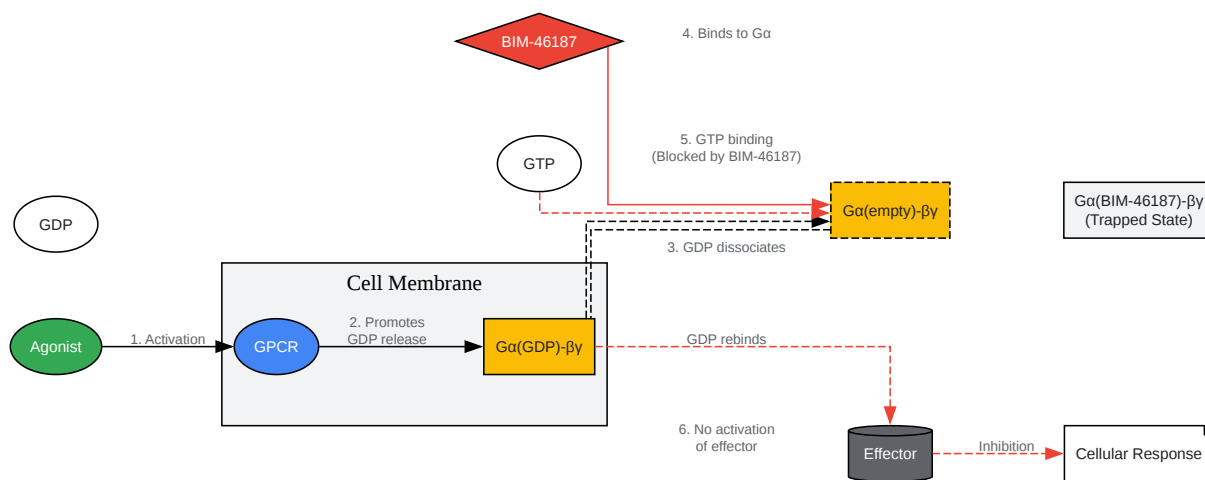 BIM-46187
4. Binds to Gα
5. GTP binding
(Blocked by BIM-46187)
GTP
GDP
Gα(empty)-βγ
Gα(BIM-46187)-βγ
(Trapped State)
3. GDP dissociates
Cell Membrane
Agonist
1. Activation
GPCR
2. Promotes
GDP release
Gα(GDP)-βγ
GDP rebinds
6. No activation
of effector
Effector
Inhibition
Cellular Response